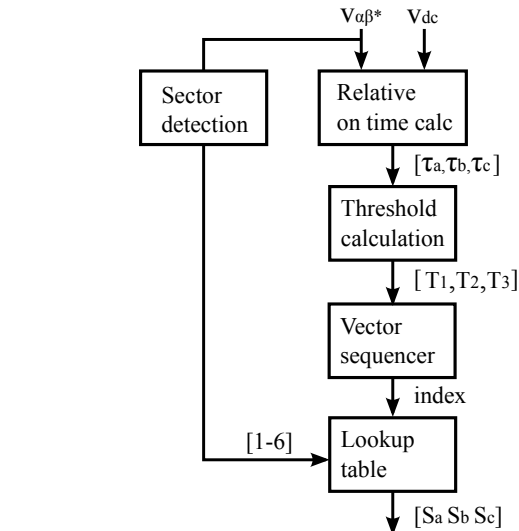 Vαβ* Vdc
Sector
detection
Relative
on time calc
[τa,τb,τc]
Threshold
calculation
[T1,T2,T3]
Vector
sequencer
index
[1-6]
Lookup
table
[Sa Sb Sc]